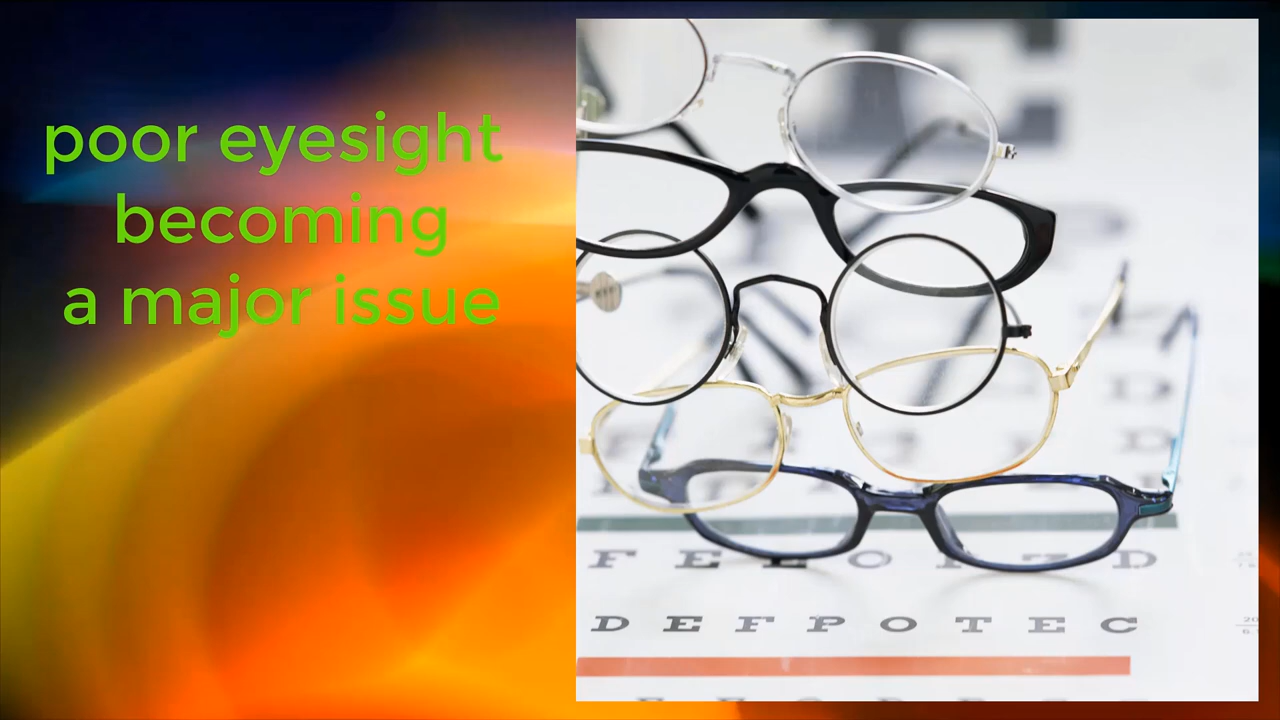 poor eyesight
becoming
a major issue
E
F E L O P Z D
D E F P O T E C